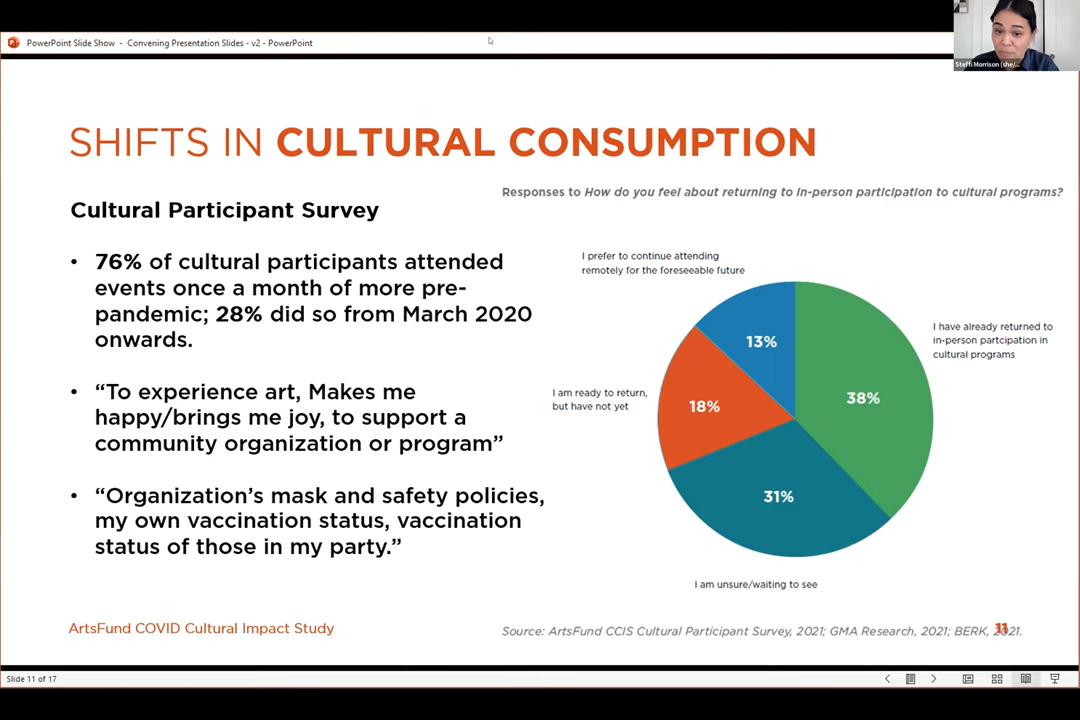 PowerPoint Slide Show - Convening Presentation Slides - v2 - PowerPoint
Steffi Morrison (she/...
SHIFTS IN CULTURAL CONSUMPTION
Cultural Participant Survey
• 76% of cultural participants attended
events once a month of more pre-
pandemic; 28% did so from March 2020
onwards.
• “To experience art, Makes me
happy/brings me joy, to support a
community organization or program”
• “Organization’s mask and safety policies,
my own vaccination status, vaccination
status of those in my party.”
Responses to How do you feel about returning to in-person participation to cultural programs?
I prefer to continue attending
remotely for the foreseeable future
13%
I have already returned to
in-person partcipation in
cultural programs
38%
I am ready to return,
but have not yet
18%
31%
I am unsure/waiting to see
ArtsFund COVID Cultural Impact Study
Source: ArtsFund CCIS Cultural Participant Survey, 2021; GMA Research, 2021; BERK, 2021.
11
Slide 11 of 17